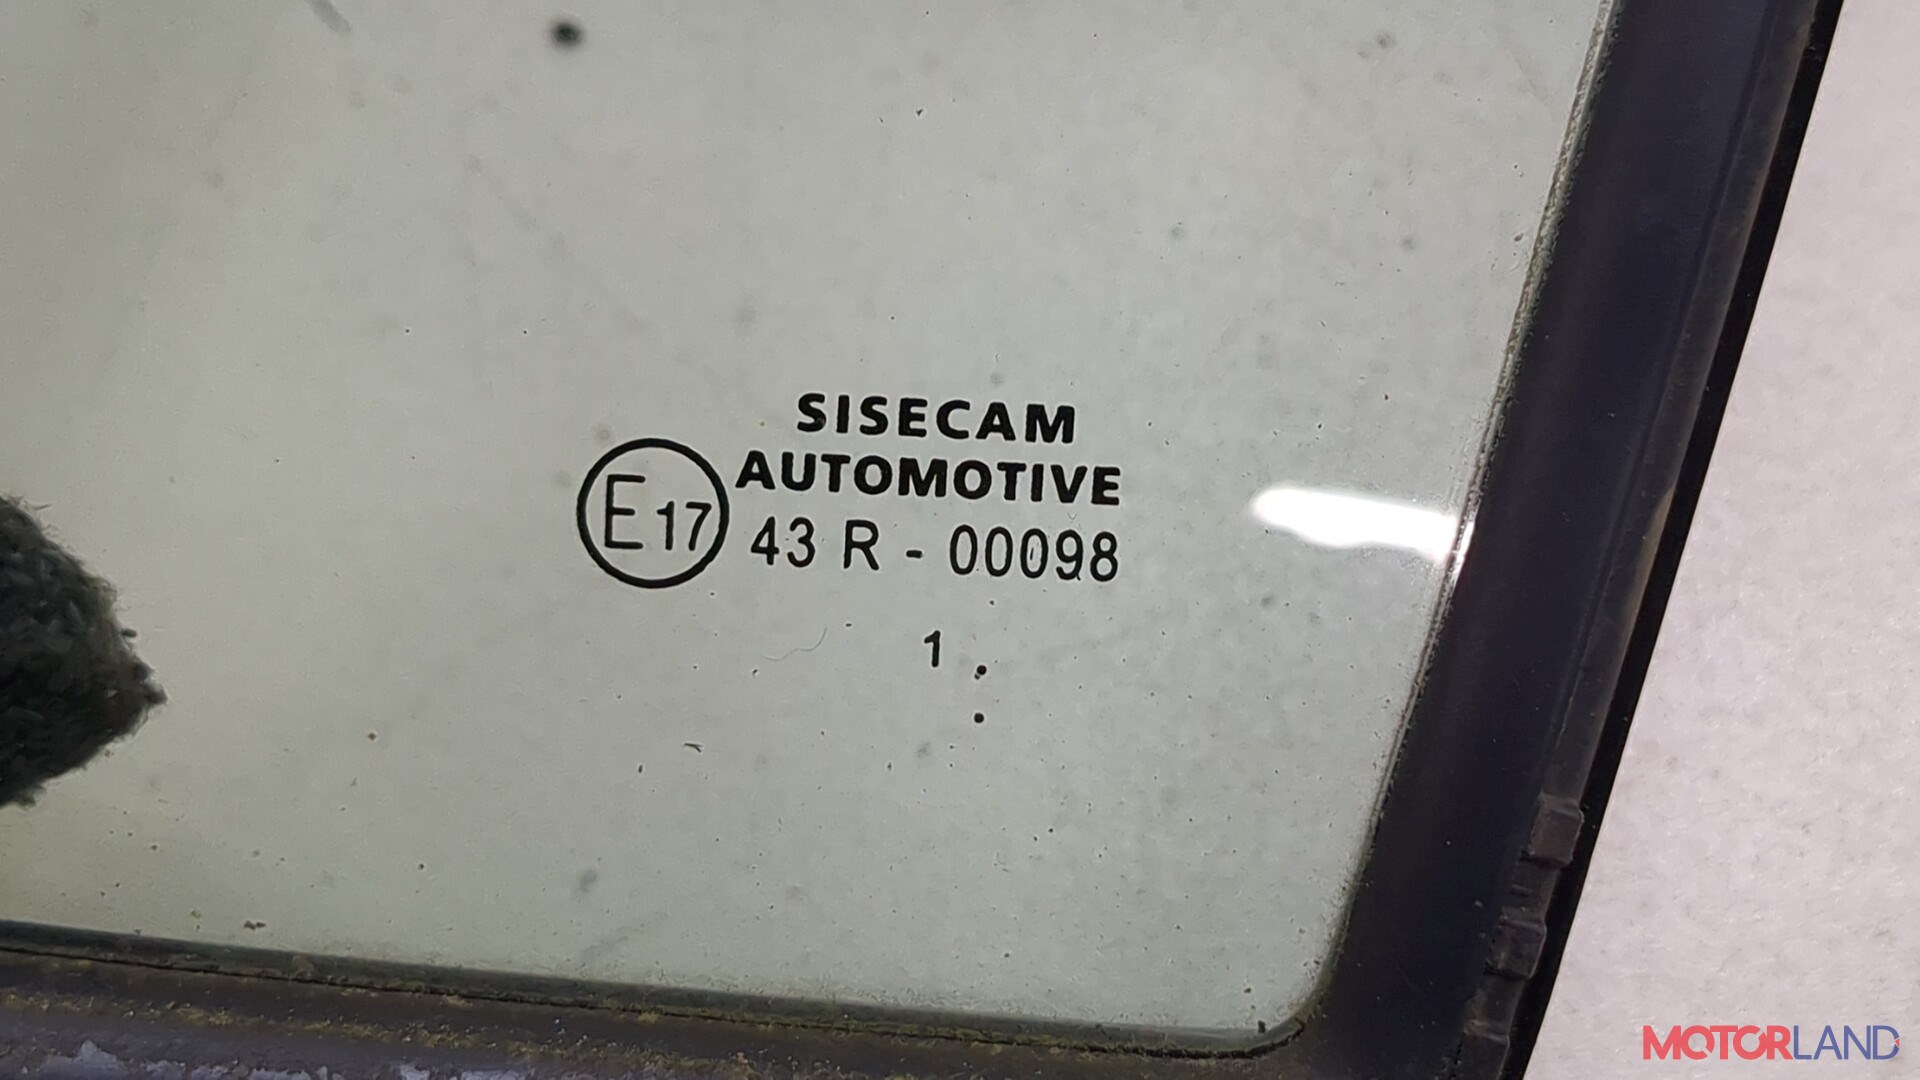 SISECAM
AUTOMOTIVE
E17 43 R - 00098
1
MOTORLAND